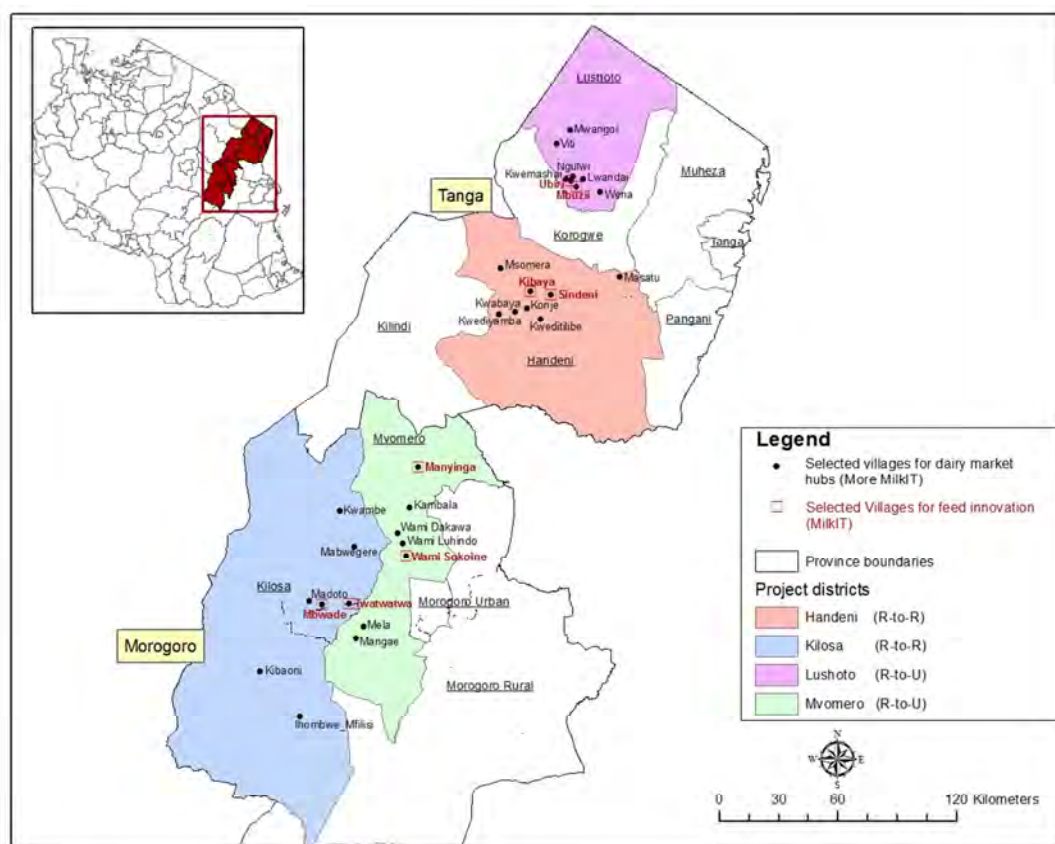 Lushoto
Mwangoi
Viti
Ngulwi
Kwemashai
Lwandai
Ubiri
Mbuzii
Wena
Muheza
Tanga
Korogwe
Tanga
Msomera
Masatu
Kibaya
Sindeni
Kwabaya
Konje
Kwediyamba
Kweditilibe
Pangani
Kilindi
Handeni
Mvomero
Manyinga
Kwambe
Kambala
Wami Dakawa
Wami Luhindo
Mabwegere
Wami Sokoine
Kilosa
Madoto
Twatwatwa
Mbwade
Morogoro Urban
Mela
Mangae
Morogoro
Kibaoni
Morogoro Rural
Ihombwe_Mfilisi
Legend
Selected villages for dairy market
hubs (More MilkIT)
Selected Villages for feed innovation
(MilkIT)
Province boundaries
Project districts
Handeni (R-to-R)
Kilosa (R-to-R)
Lushoto (R-to-U)
Mvomero (R-to-U)
N
W E
S
0 30 60 120 Kilometers